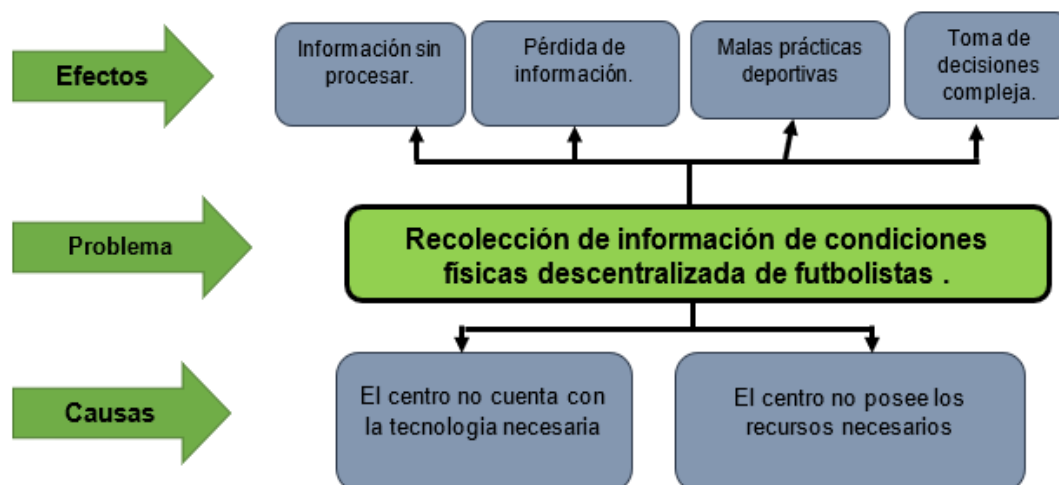 Efectos
Información sin
procesar.
Pérdida de
información.
Malas prácticas
deportivas
Toma de
decisiones
compleja.
Problema
Recolección de información de condiciones
físicas descentralizada de futbolistas .
Causas
El centro no cuenta con
la tecnología necesaria
El centro no posee los
recursos necesarios